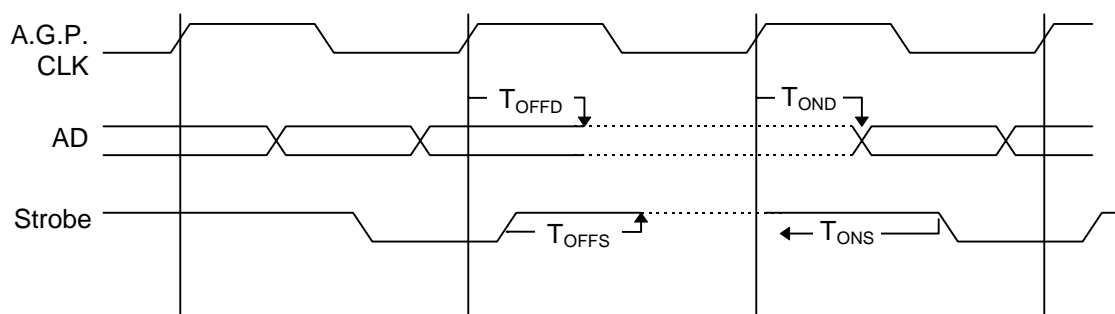 A.G.P.
CLK
T_OFFD
T_OND
AD
Strobe
T_OFFS
T_ONS